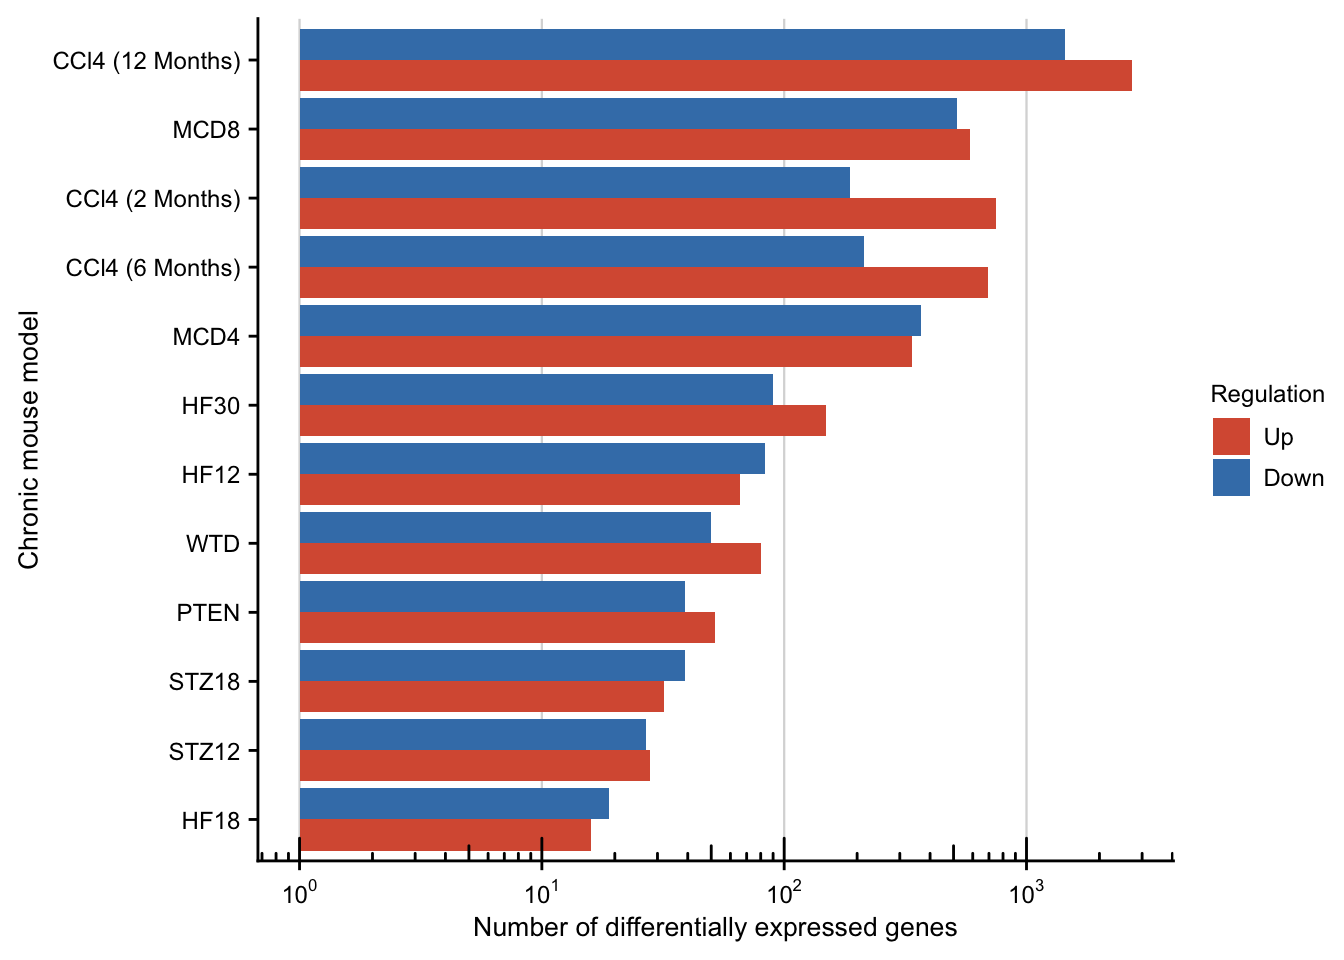 CCl4 (12 Months)
MCD8
CCl4 (2 Months)
CCl4 (6 Months)
MCD4
HF30
HF12
WTD
PTEN
STZ18
STZ12
HF18
Chronic mouse model
10⁰ 10¹ 10² 10³
Number of differentially expressed genes
Regulation
Up
Down